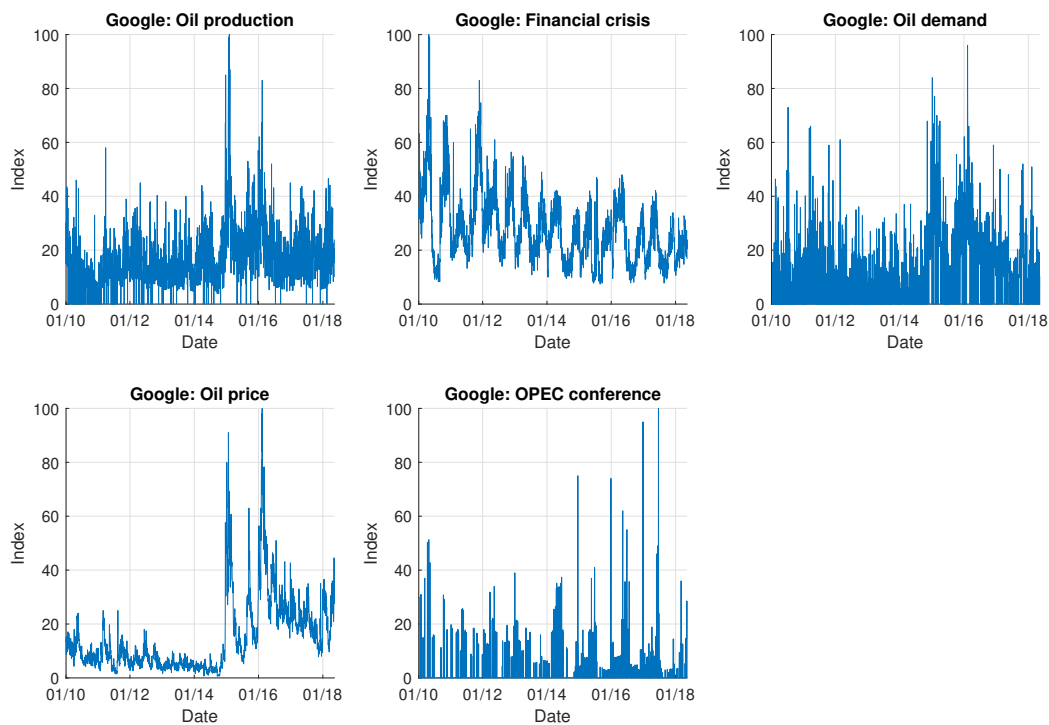 Google: Oil production
100
80
60
40
20
0
Index
01/10 01/12 01/14 01/16 01/18
Date
Google: Financial crisis
100
80
60
40
20
0
Index
01/10 01/12 01/14 01/16 01/18
Date
Google: Oil demand
100
80
60
40
20
0
Index
01/10 01/12 01/14 01/16 01/18
Date
Google: Oil price
100
80
60
40
20
0
Index
01/10 01/12 01/14 01/16 01/18
Date
Google: OPEC conference
100
80
60
40
20
0
Index
01/10 01/12 01/14 01/16 01/18
Date